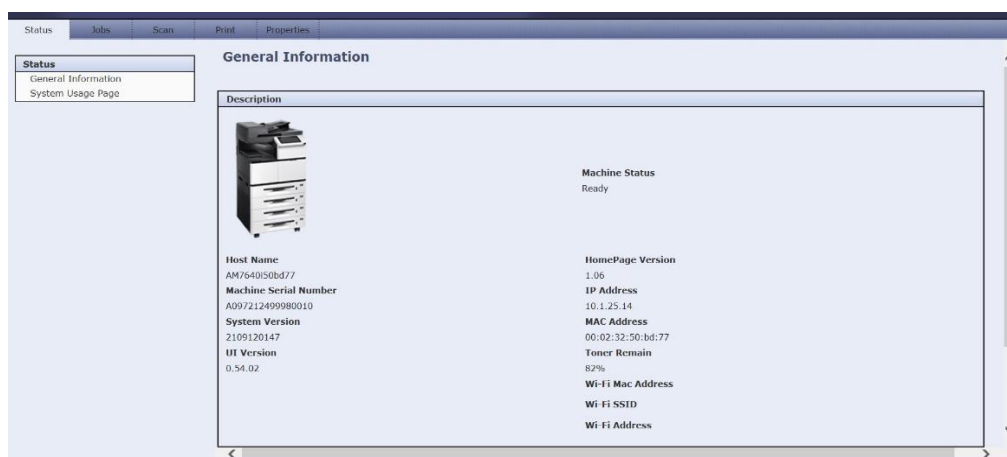 Status Jobs Scan Print Properties
Status
General Information
System Usage Page
General Information
Description
Machine Status
Ready
Host Name
AM7640i50bd77
Machine Serial Number
A097212499980010
System Version
2109120147
UI Version
0.54.02
HomePage Version
1.06
IP Address
10.1.25.14
MAC Address
00:02:32:50:bd:77
Toner Remain
82%
Wi-Fi Mac Address
Wi-Fi SSID
Wi-Fi Address